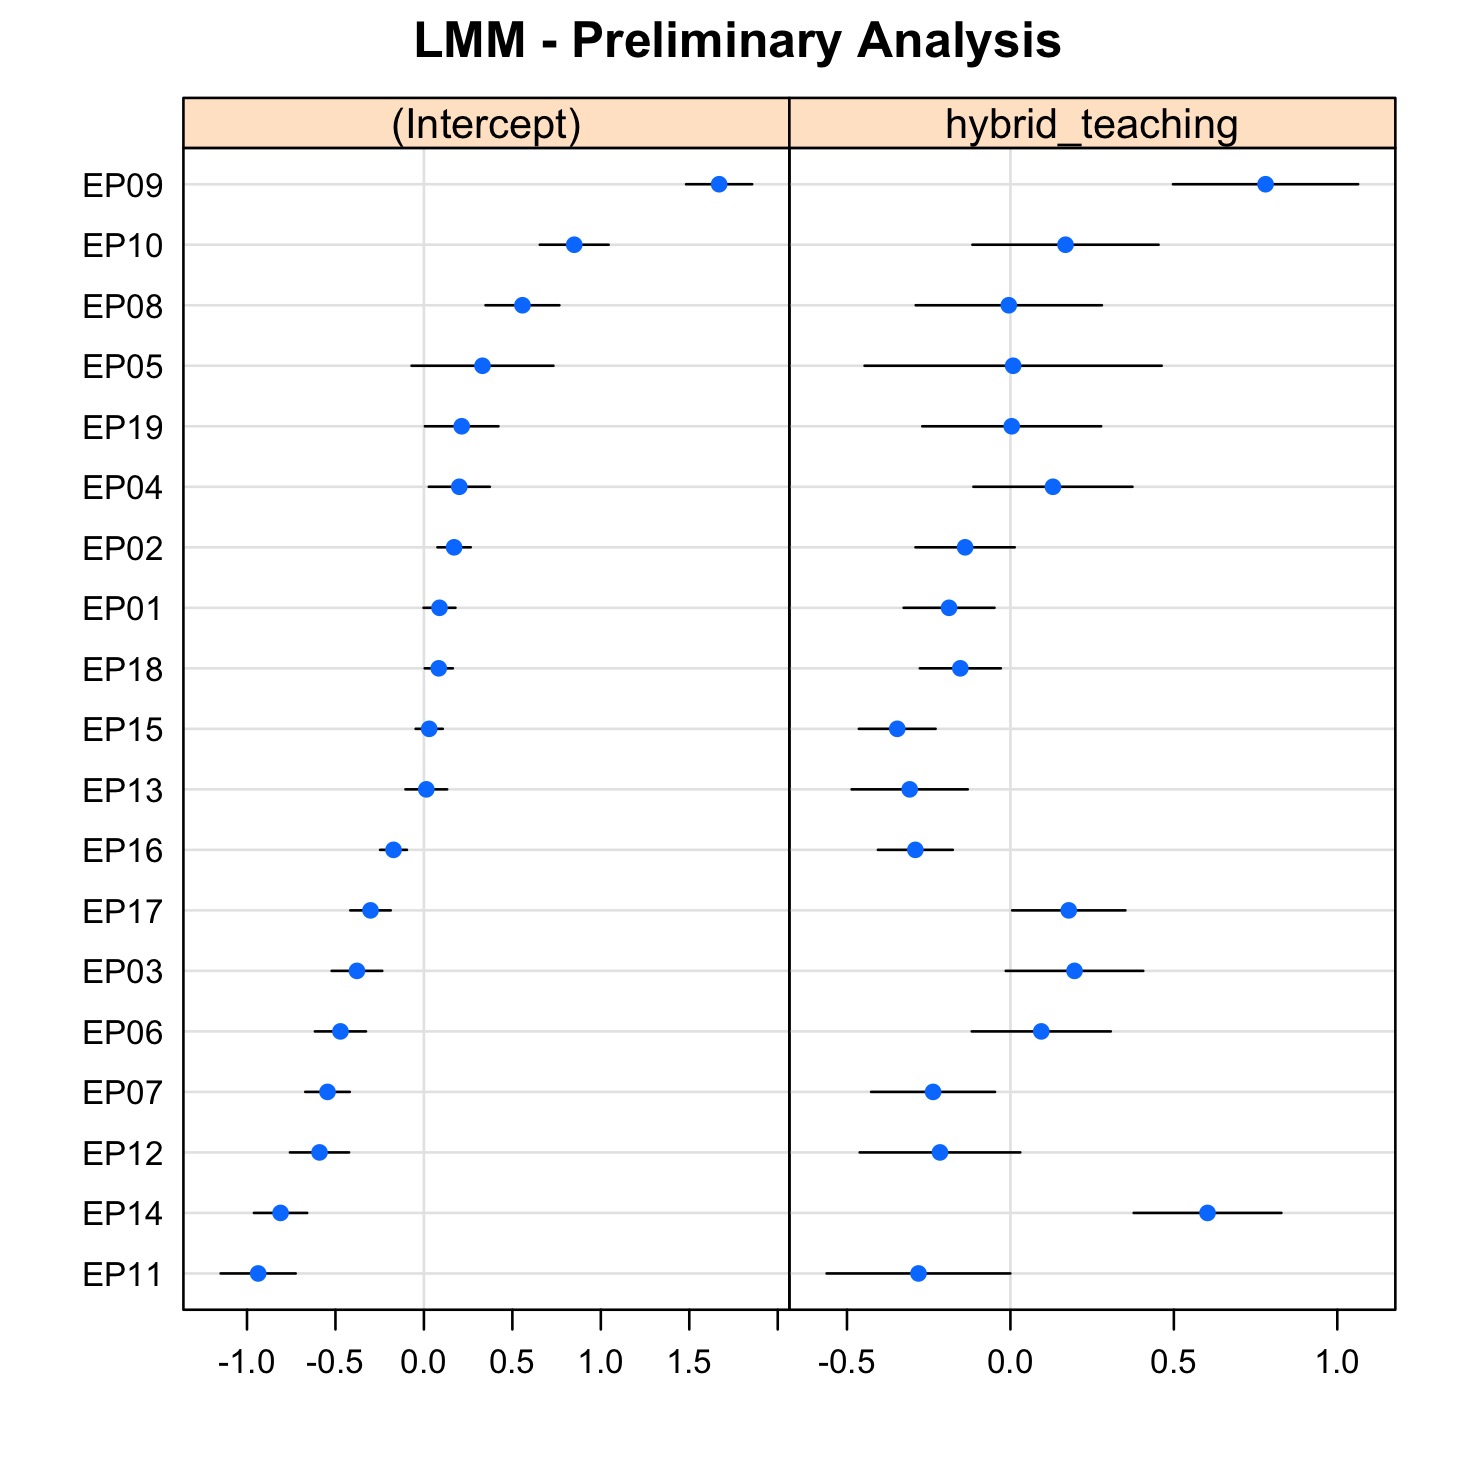 LMM - Preliminary Analysis
(Intercept) hybrid_teaching
EP09
EP10
EP08
EP05
EP19
EP04
EP02
EP01
EP18
EP15
EP13
EP16
EP17
EP03
EP06
EP07
EP12
EP14
EP11
-1.0 -0.5 0.0 0.5 1.0 1.5 -0.5 0.0 0.5 1.0